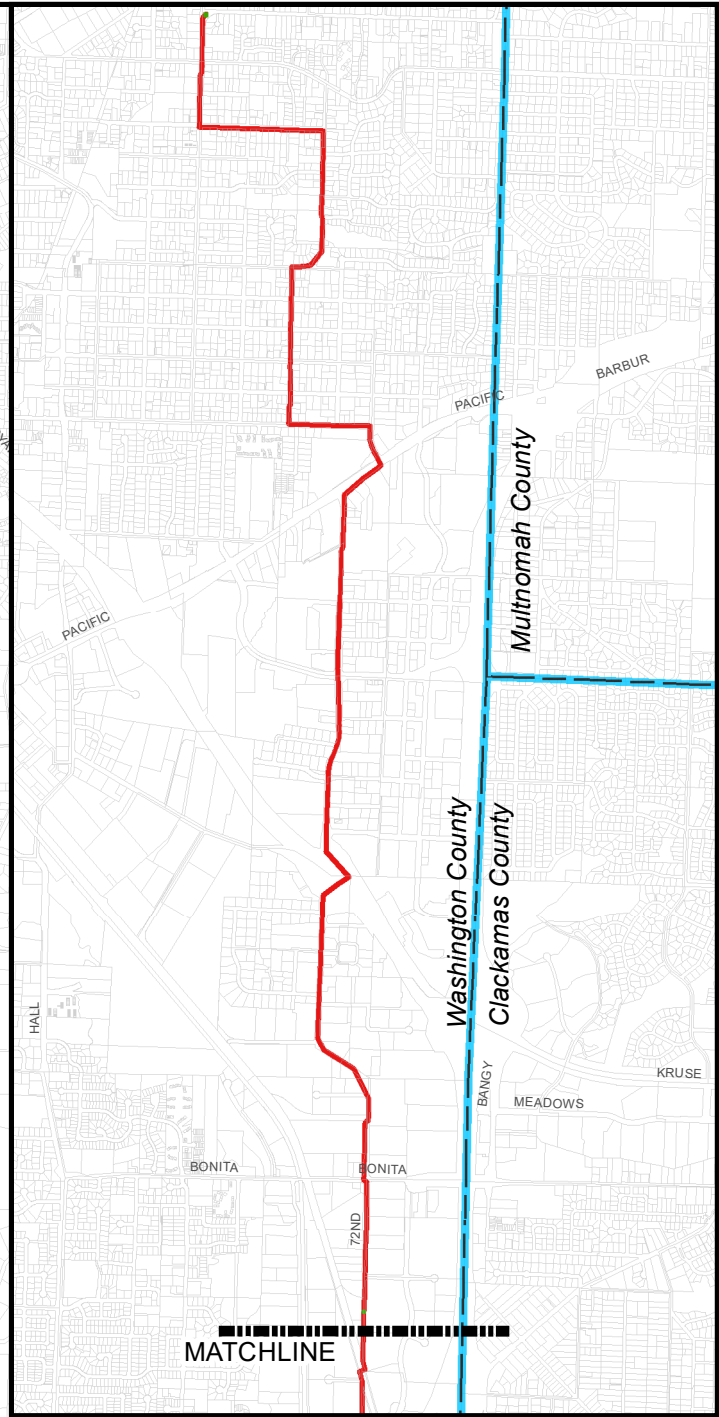 BARBUR
PACIFIC
Multnomah County
PACIFIC
Washington County
Clackamas County
HALL
BANGY
KRUSE
MEADOWS
BONITA
BONITA
72ND
MATCHLINE